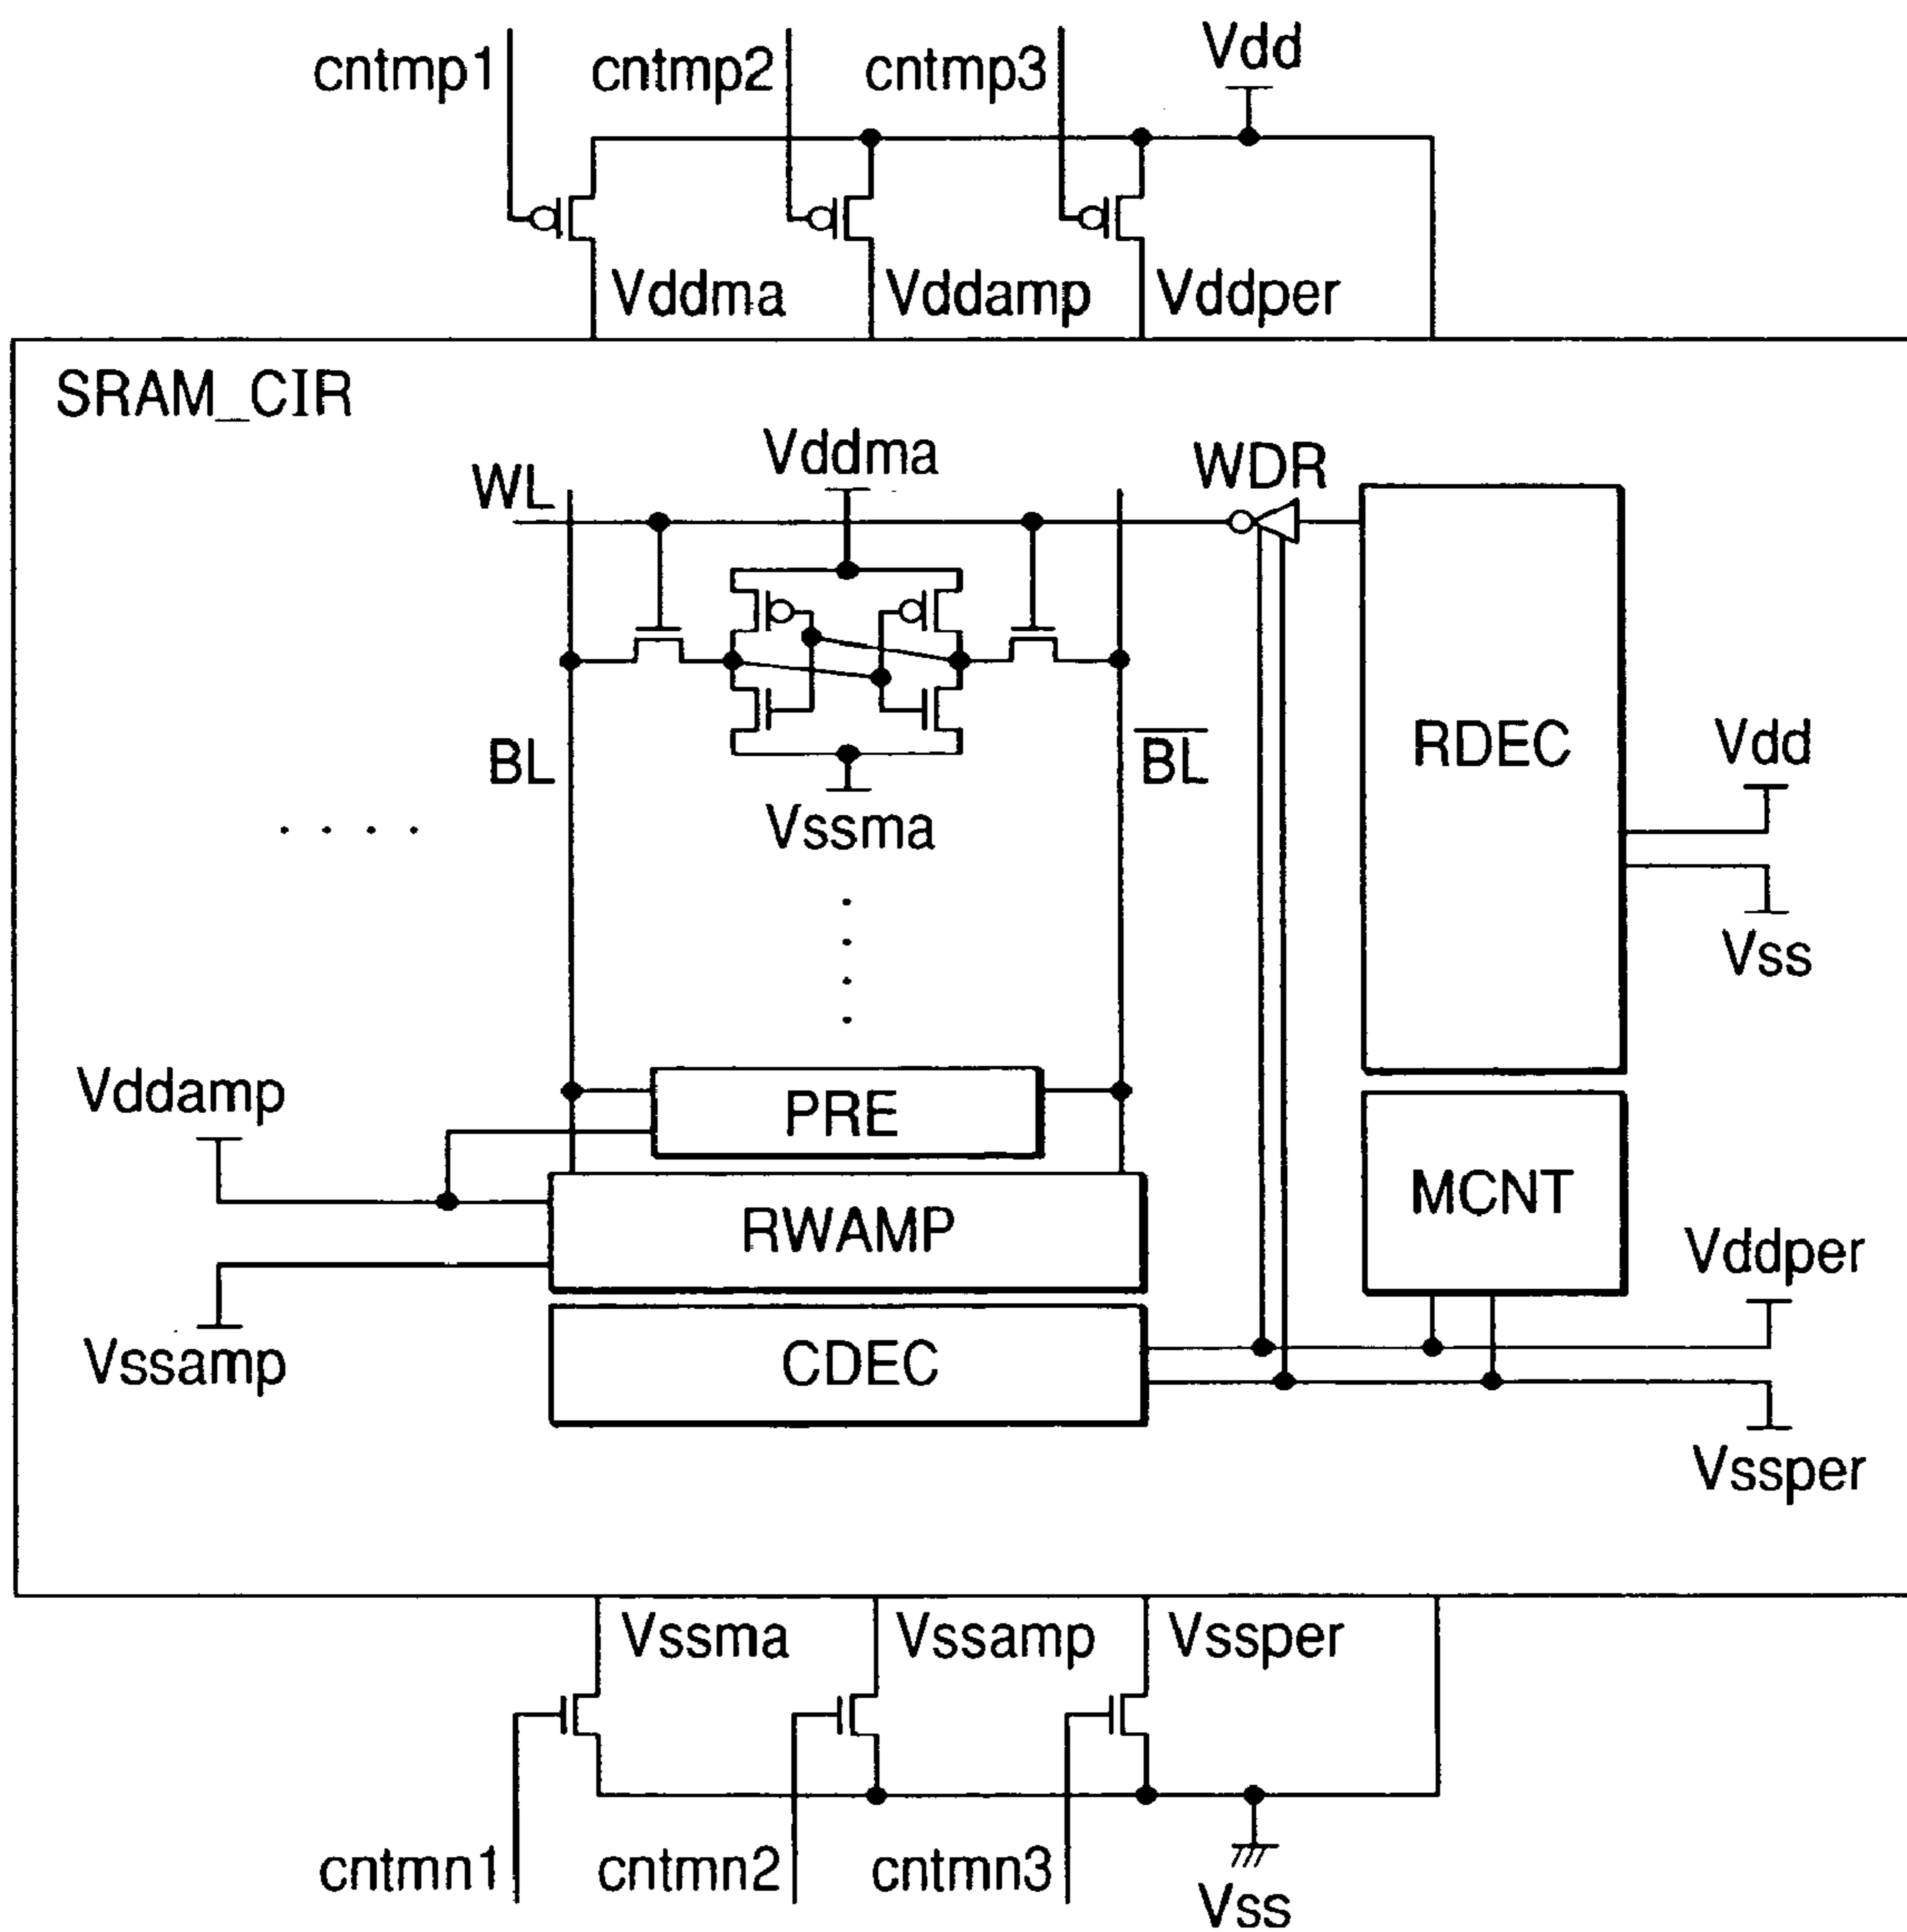 cntmp1 cntmp2 cntmp3 Vdd
Vddma Vddamp Vddper
SRAM_CIR
WL Vddma WDR
BL B̅L̅ RDEC Vdd
Vssma
Vss
Vddamp PRE
MCNT
RWAMP Vddper
Vssamp CDEC
Vssper
Vssma Vssamp Vssper
cntmn1 cntmn2 cntmn3 Vss